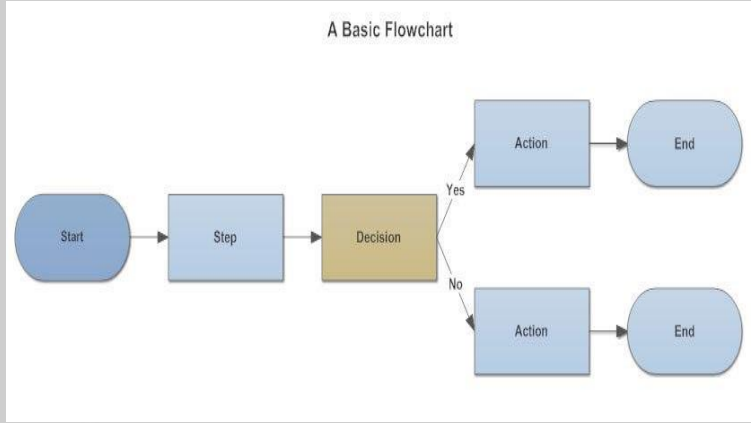 A Basic Flowchart
Start
Step
Decision
Yes
Action
End
No
Action
End